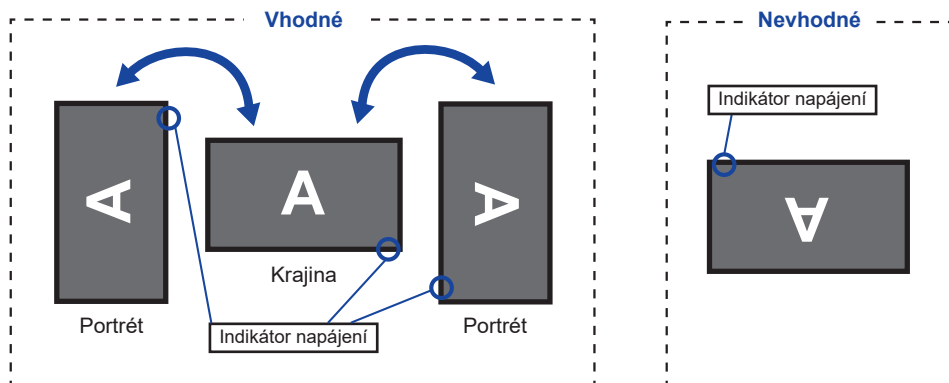 Vhodné
Nevhodné
Indikátor napájení
A
A
A
A
Krajina
Portrét
Portrét
Indikátor napájení